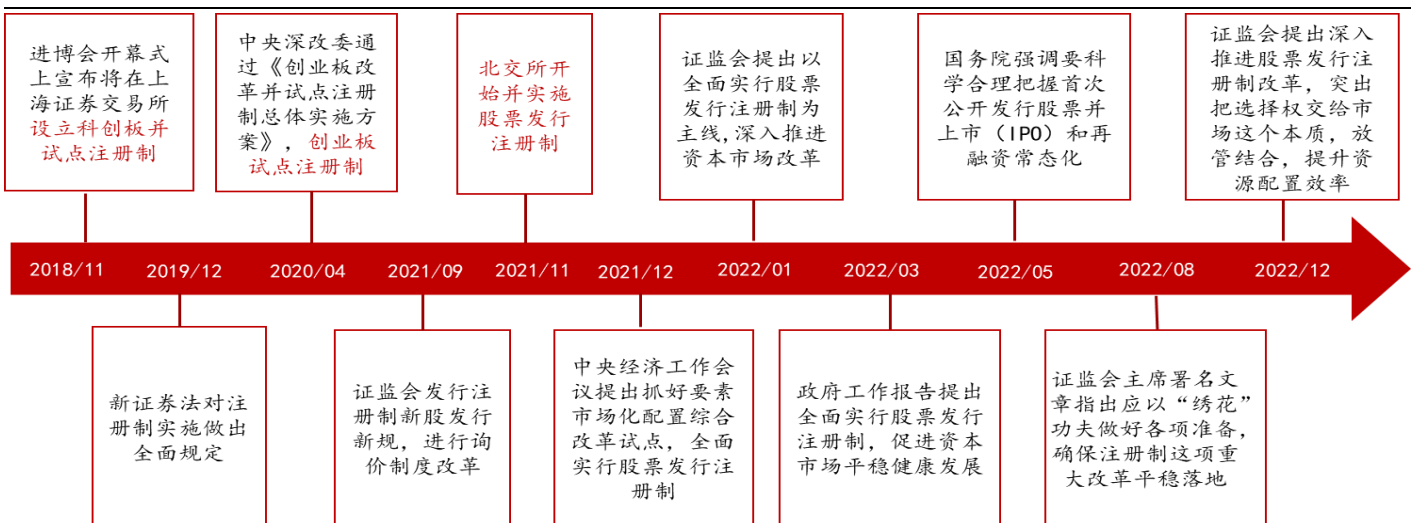 进博会开幕式
上宣布将在上
海证券交易所
设立科创板并
试点注册制
中央深改委通
过《创业板改
革并试点注册
制总体实施方
案》，创业板
试点注册制
北交所开
始并实施
股票发行
注册制
证监会提出以
全面实行股票
发行注册制为
主线,深入推进
资本市场改革
国务院强调要科
学合理把握首次
公开发行股票并
上市（IPO）和再
融资常态化
证监会提出深入
推进股票发行注
册制改革，突出
把选择权交给市
场这个本质，放
管结合，提升资
源配置效率
2018/11
2019/12
2020/04
2021/09
2021/11
2021/12
2022/01
2022/03
2022/05
2022/08
2022/12
新证券法对注
册制实施做出
全面规定
证监会发行注
册制新股发行
新规，进行询
价制度改革
中央经济工作会
议提出抓好要素
市场化配置综合
改革试点，全面
实行股票发行注
册制
政府工作报告提出
全面实行股票发行
注册制，促进资本
市场平稳健康发展
证监会主席署名文
章指出应以“绣花”
功夫做好各项准备，
确保注册制这项重
大改革平稳落地